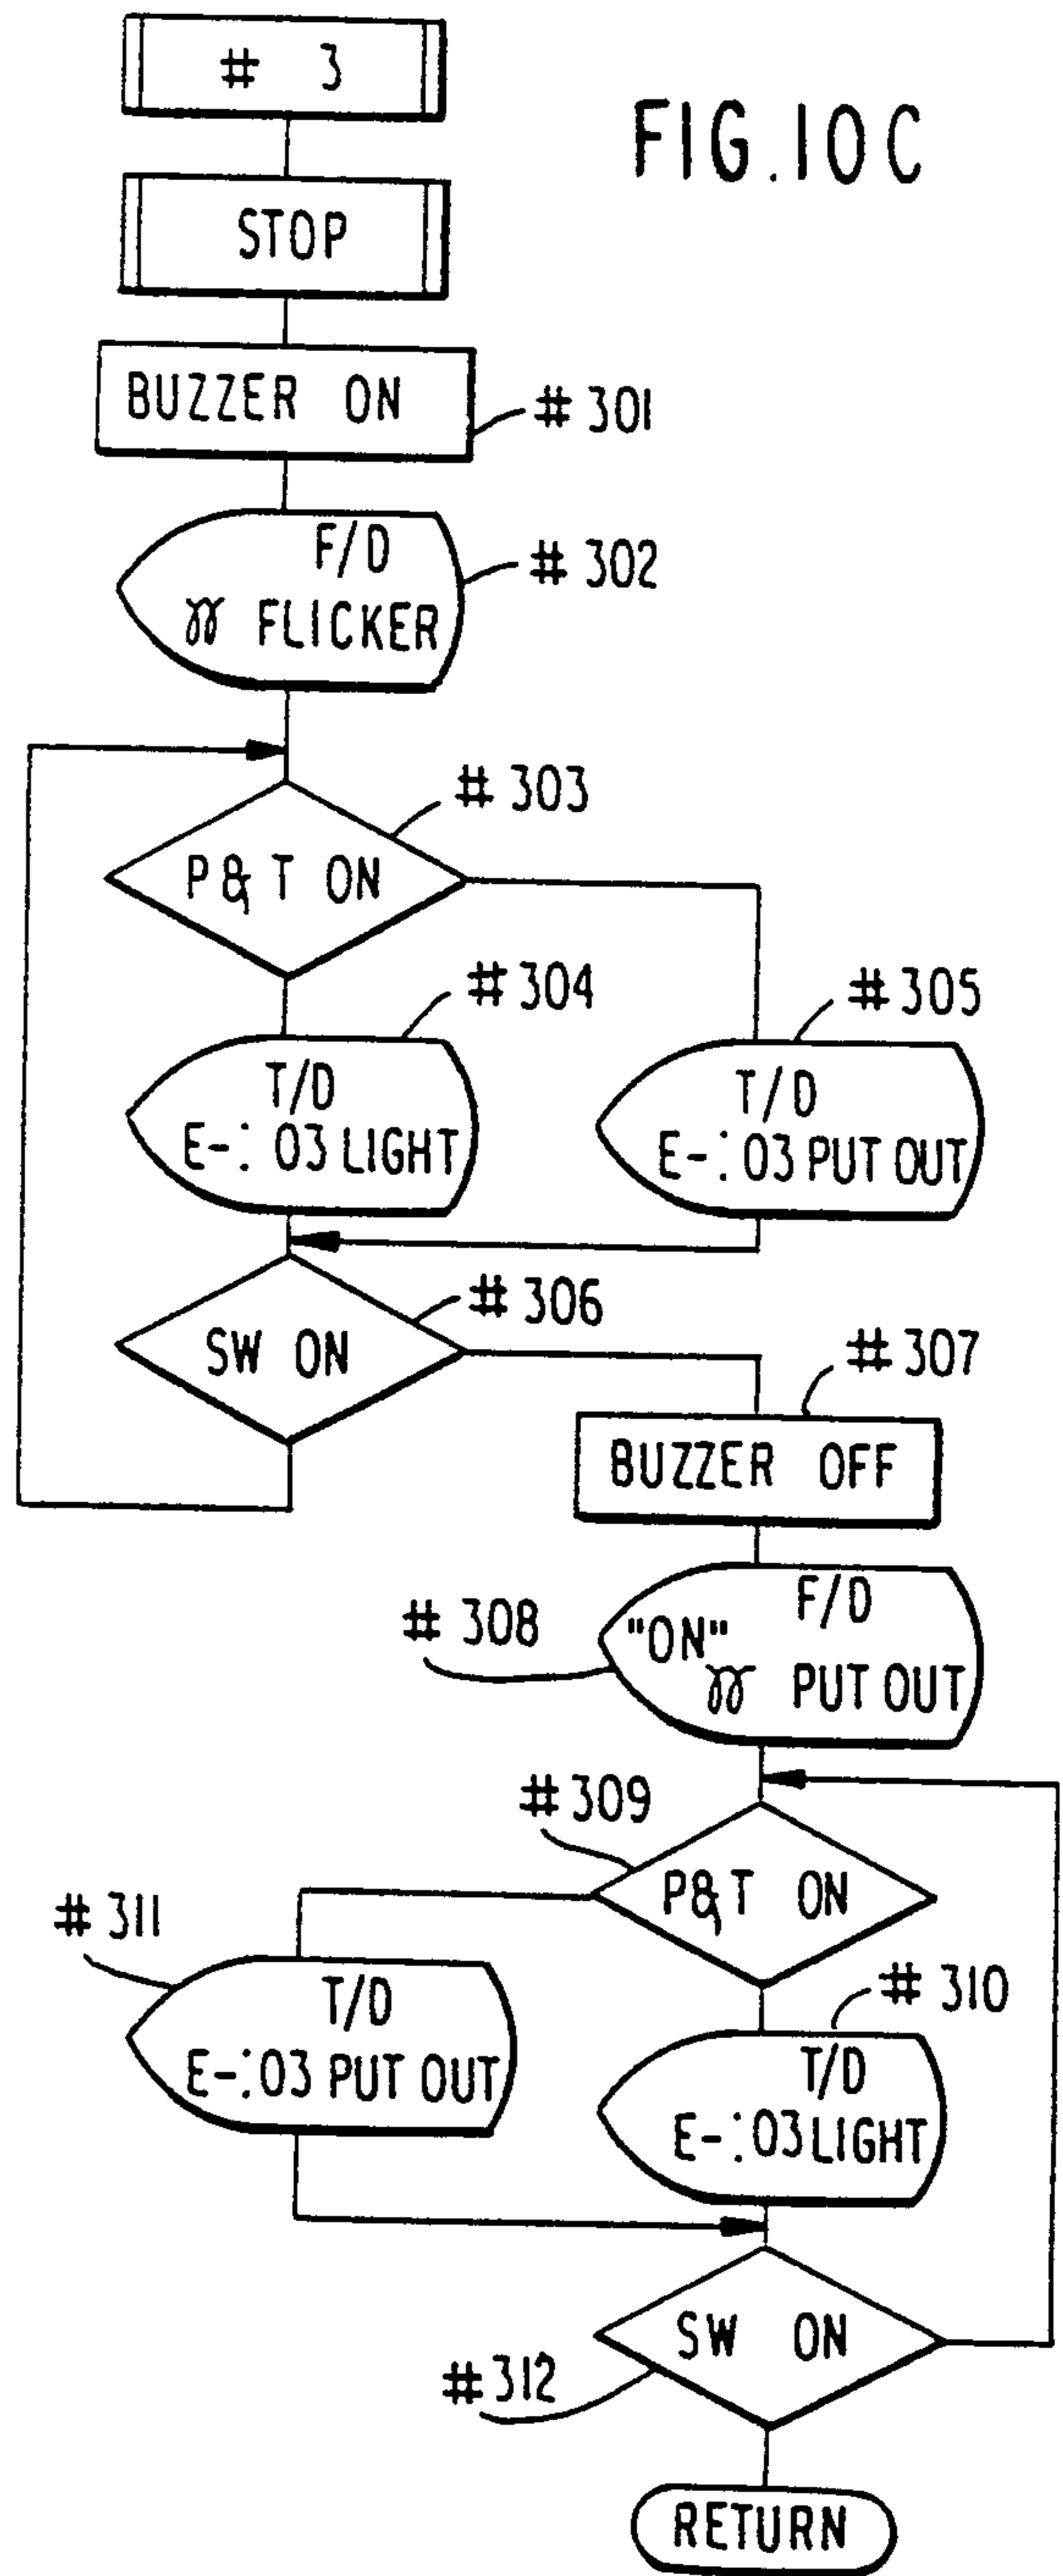 # 3
FIG. 10C
STOP
BUZZER ON
# 301
F/D
# 302
FLICKER
# 303
P & T ON
# 304
# 305
T/D
E-:03 LIGHT
T/D
E-:03 PUT OUT
# 306
SW ON
# 307
BUZZER OFF
F/D
# 308
"ON"
PUT OUT
# 309
P & T ON
# 311
# 310
T/D
E-:03 PUT OUT
T/D
E-:03 LIGHT
SW ON
# 312
RETURN